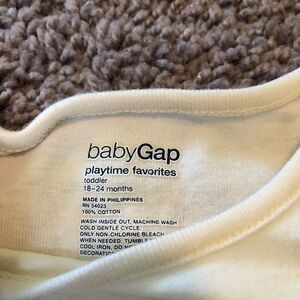 babyGap
playtime favorites
toddler
18-24 months
MADE IN PHILIPPINES
RN 54023
100% COTTON
WASH INSIDE OUT, MACHINE WASH
COLD GENTLE CYCLE.
ONLY NON-CHLORINE BLEACH
WHEN NEEDED, TUMBLE
COOL IRON, DO
DECORATION